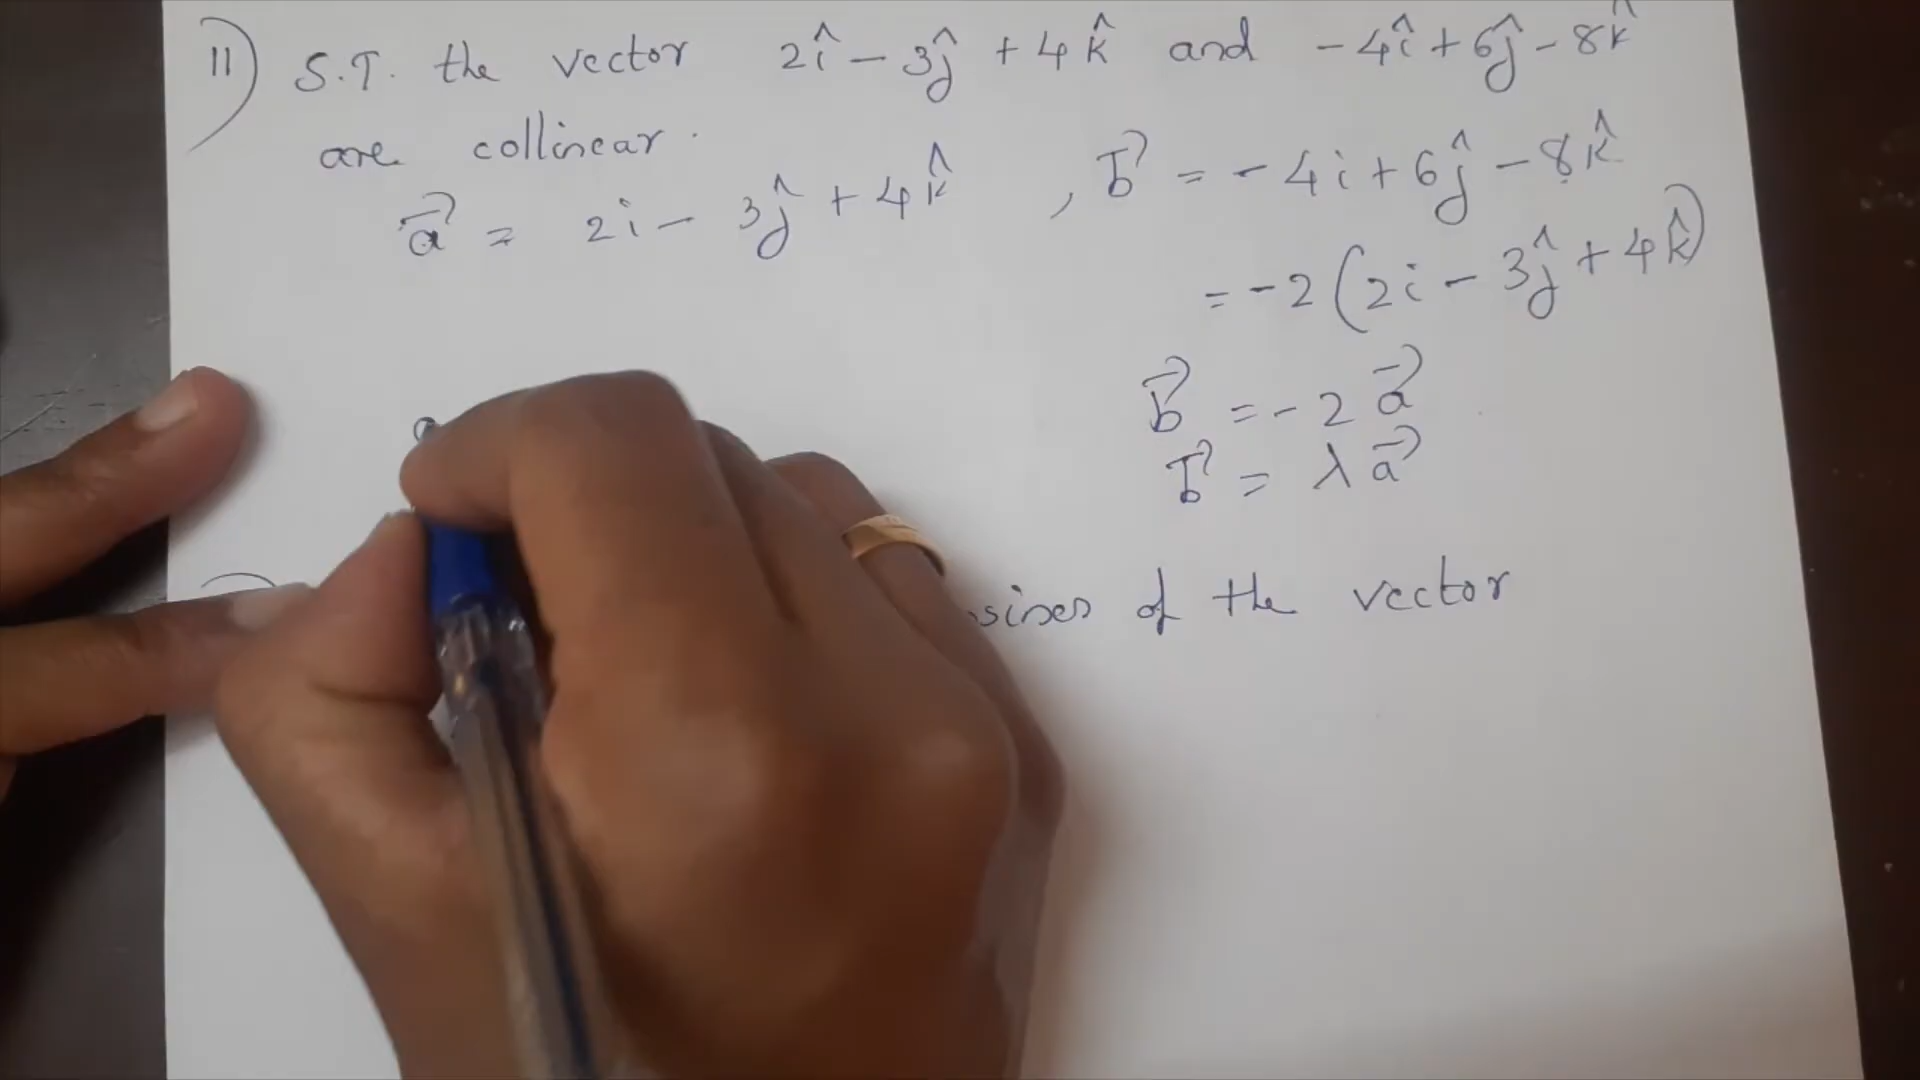 11) S.T. the vector 2î - 3ĵ + 4k̂ and -4î + 6ĵ - 8k̂
are collinear.
a⃗ = 2i - 3ĵ + 4k̂ , b⃗ = -4i + 6ĵ - 8k̂
= -2(2i - 3ĵ + 4k̂)
b⃗ = -2 a⃗
b⃗ = λ a⃗
of the vector